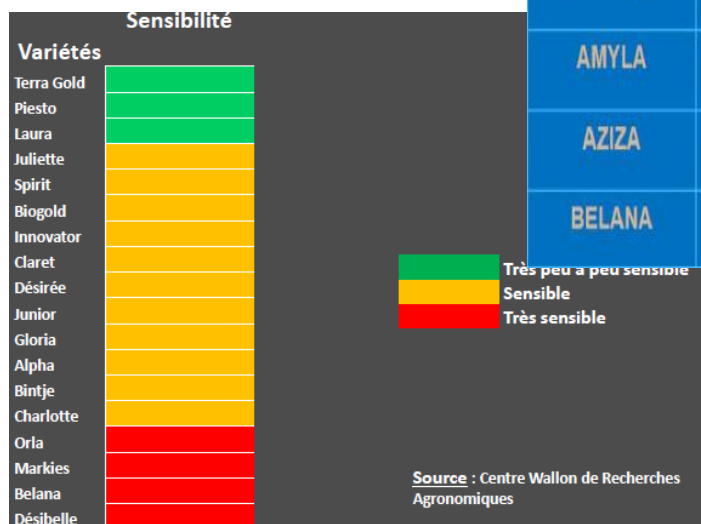 Sensibilité
Variétés
Terra Gold
Piesto
Laura
Juliette
Spirit
Biogold
Innovator
Claret
Désirée
Junior
Gloria
Alpha
Bintje
Charlotte
Orla
Markies
Belana
Désibelle
AMYLA
AZIZA
BELANA
Très peu à peu sensible
Sensible
Très sensible
Source : Centre Wallon de Recherches
Agronomiques